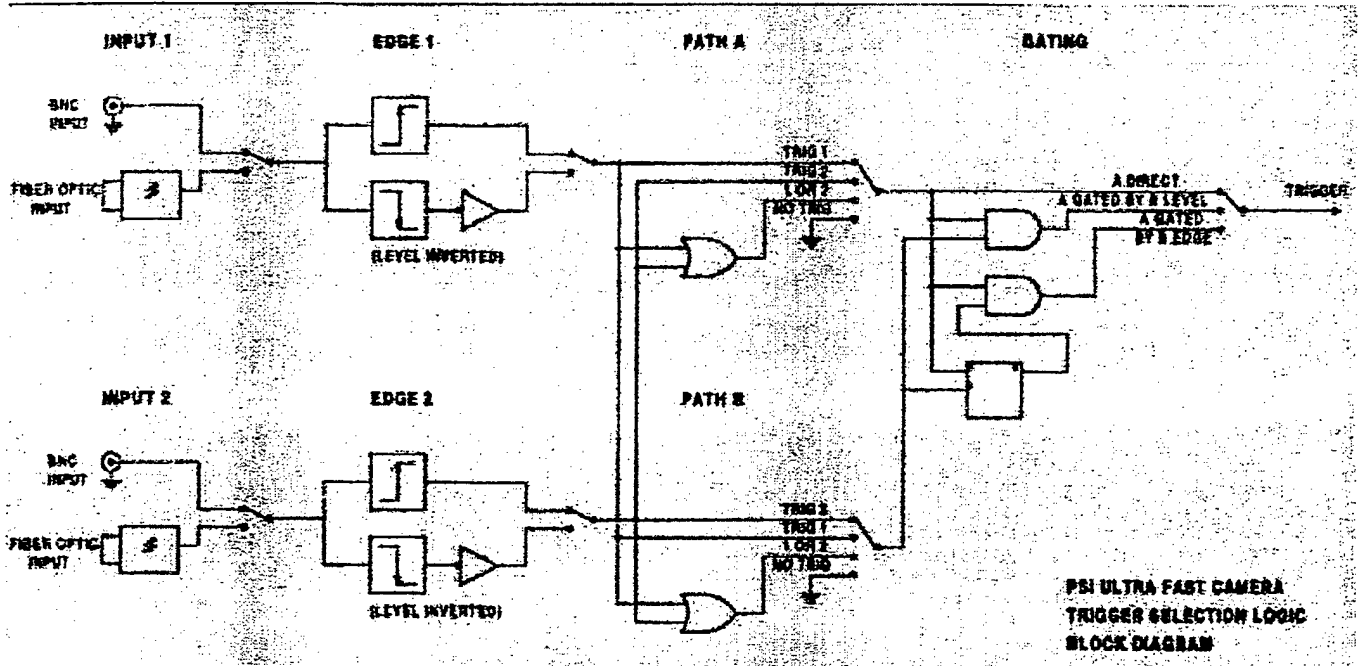 INPUT 1
EDGE 1
PATH A
GATING
BNC
INPUT
FIBER OPTIC
INPUT
(LEVEL INVERTED)
TRIG 1
TRIG 2
1 OR 2
NO TRIG
A DIRECT
A GATED BY B LEVEL
A GATED
BY B EDGE
TRIGGER
INPUT 2
EDGE 2
PATH B
BNC
INPUT
FIBER OPTIC
INPUT
(LEVEL INVERTED)
TRIG 2
TRIG 1
1 OR 2
NO TRIG
PSI ULTRA FAST CAMERA
TRIGGER SELECTION LOGIC
BLOCK DIAGRAM